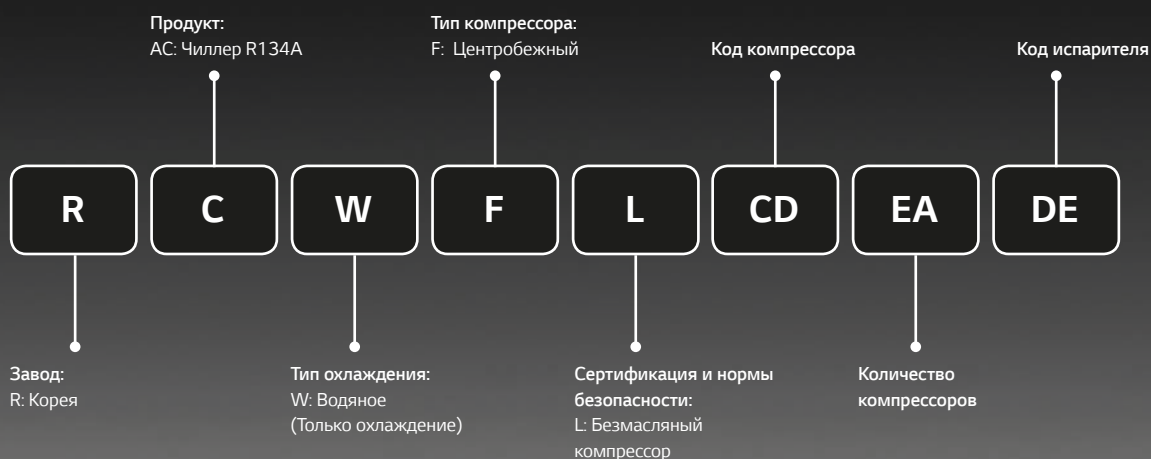 Продукт:
AC: Чиллер R134A
Тип компрессора:
F: Центробежный
Код компрессора
Код испарителя
R
C
W
F
L
CD
EA
DE
Завод:
R: Корея
Тип охлаждения:
W: Водяное
(Только охлаждение)
Сертификация и нормы
безопасности:
L: Безмасляный
компрессор
Количество
компрессоров